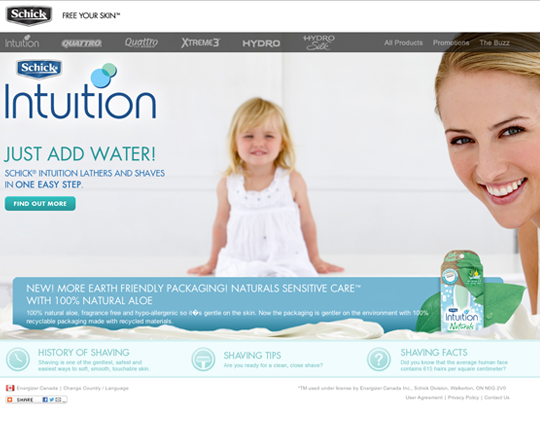 Schick FREE YOUR SKIN™
intuition QUATTRO Quattro XTREME3 HYDRO HYDRO Silk All Products Promotions The Buzz
Schick
Intuition
JUST ADD WATER!
SCHICK® INTUITION LATHERS AND SHAVES
IN ONE EASY STEP.
FIND OUT MORE
NEW! MORE EARTH FRIENDLY PACKAGING! NATURALS SENSITIVE CARE™
WITH 100% NATURAL ALOE
100% natural aloe, fragrance free and hypo-allergenic so it�s gentle on the skin. Now the packaging is gentler on the environment with 100%
recyclable packaging made with recycled materials.
Intuition
Naturals
HISTORY OF SHAVING
Shaving is one of the gentlest, safest and
easiest ways to soft, smooth, touchable skin.
SHAVING TIPS
Are you ready for a clean, close shave?
SHAVING FACTS
Did you know that the average human face
contains 615 hairs per square centimeter?
Energizer Canada | Change Country / Language
™TM used under license by Energizer Canada Inc., Schick Division, Walkerton, ON N0G 2V0
SHARE
User Agreement | Privacy Policy | Contact Us